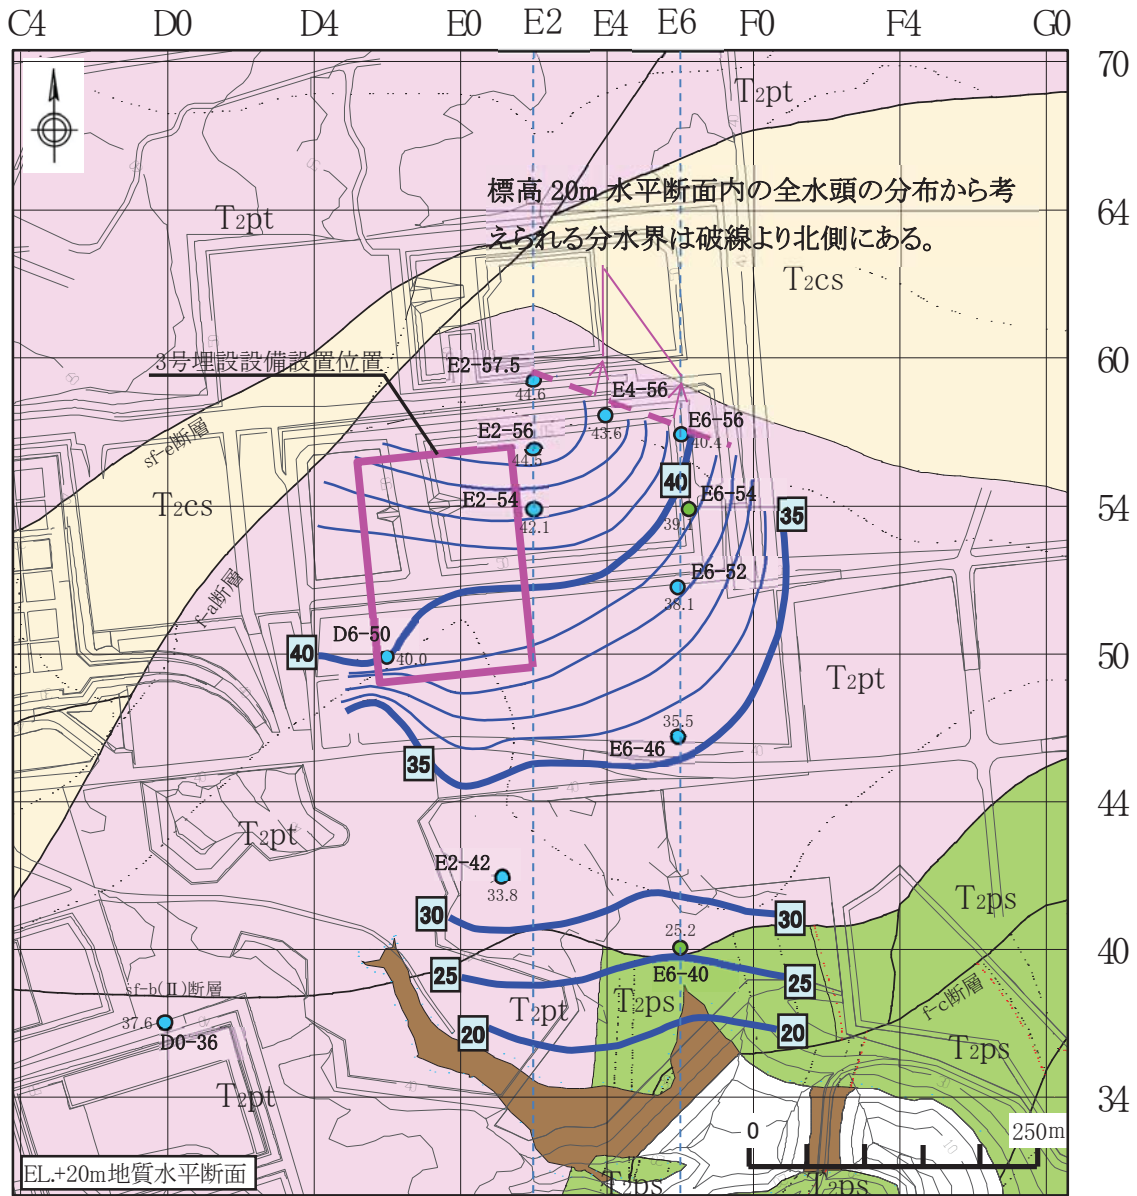 C4 D0 D4 E0 E2 E4 E6 F0 F4 G0
70
T2pt
標高 20m 水平断面内の全水頭の分布から考
えられる分水界は破線より北側にある。
64
T2pt
T2cs
3号埋設設備設置位置
60
E2-57.5
44.6
E4-56
43.6
E6-56
40.4
E2-56
44.5
sf-e断層
40
T2cs
E2-54
42.1
E6-54
39.1
35
54
f-a断層
E6-52
38.1
D6-50
40.0
40
50
T2pt
35.5
E6-46
35
44
T2pt
E2-42
33.8
30
30
T2ps
25.2
40
E6-40
25
25
sf-b(Ⅱ)断層
T2pt
T2ps
f-c断層
37.6
D0-36
20
20
T2ps
T2pt
34
0
250m
EL.+20m地質水平断面
T2ps
T2ps